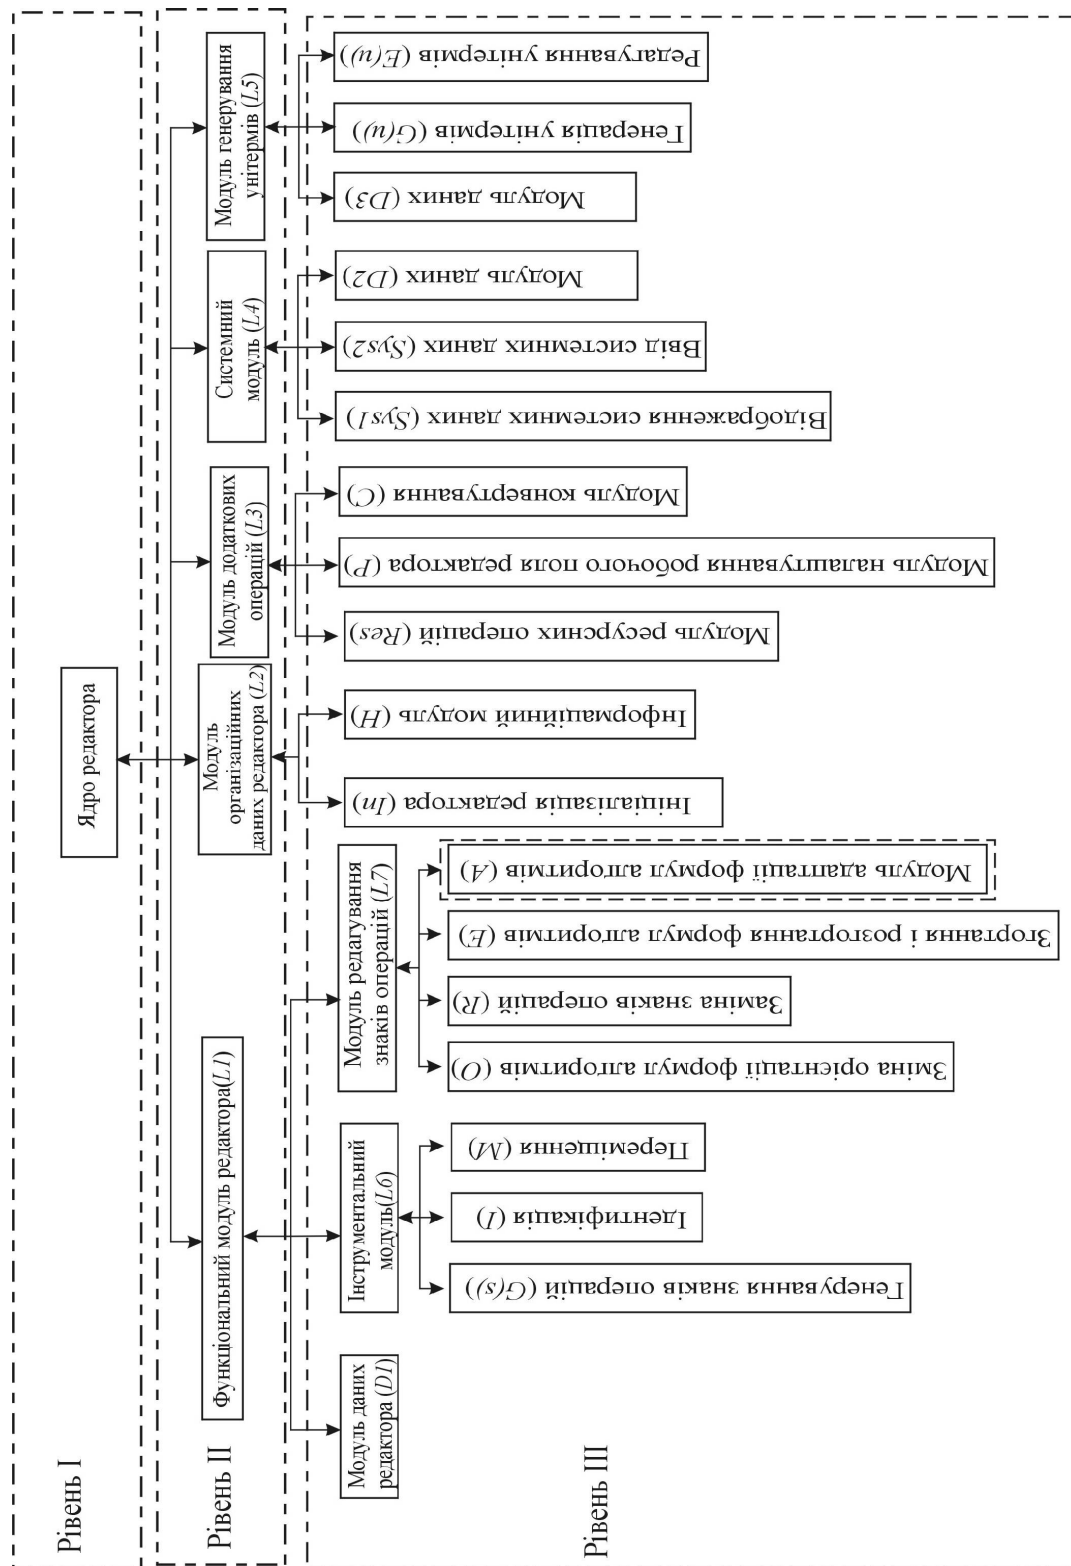 Рівень I
Ядро редактора
Рівень II
Функціональний модуль редактора(L1)
Модуль
організаційних
даних редактора (L2)
Модуль додаткових
операцій (L3)
Системний
модуль (L4)
Модуль генерування
унітермів (L5)
Рівень III
Модуль даних
редактора (D1)
Інструментальний
модуль(L6)
Модуль редагування
знаків операцій (L7)
Генерування знаків операцій (G(s))
Ідентифікація (I)
Переміщення (M)
Зміна орієнтації формул алгоритмів (O)
Заміна знаків операцій (R)
Згортання і розгортання формул алгоритмів (E)
Модуль адаптації формул алгоритмів (A)
Ініціалізація редактора (In)
Інформаційний модуль (H)
Модуль ресурсних операцій (Res)
Модуль налаштування робочого поля редактора (P)
Модуль конвертування (C)
Відображення системних даних (Sys1)
Ввід системних даних (Sys2)
Модуль даних (D2)
Модуль даних (D3)
Генерація унітермів (G(u))
Редагування унітермів (E(u))